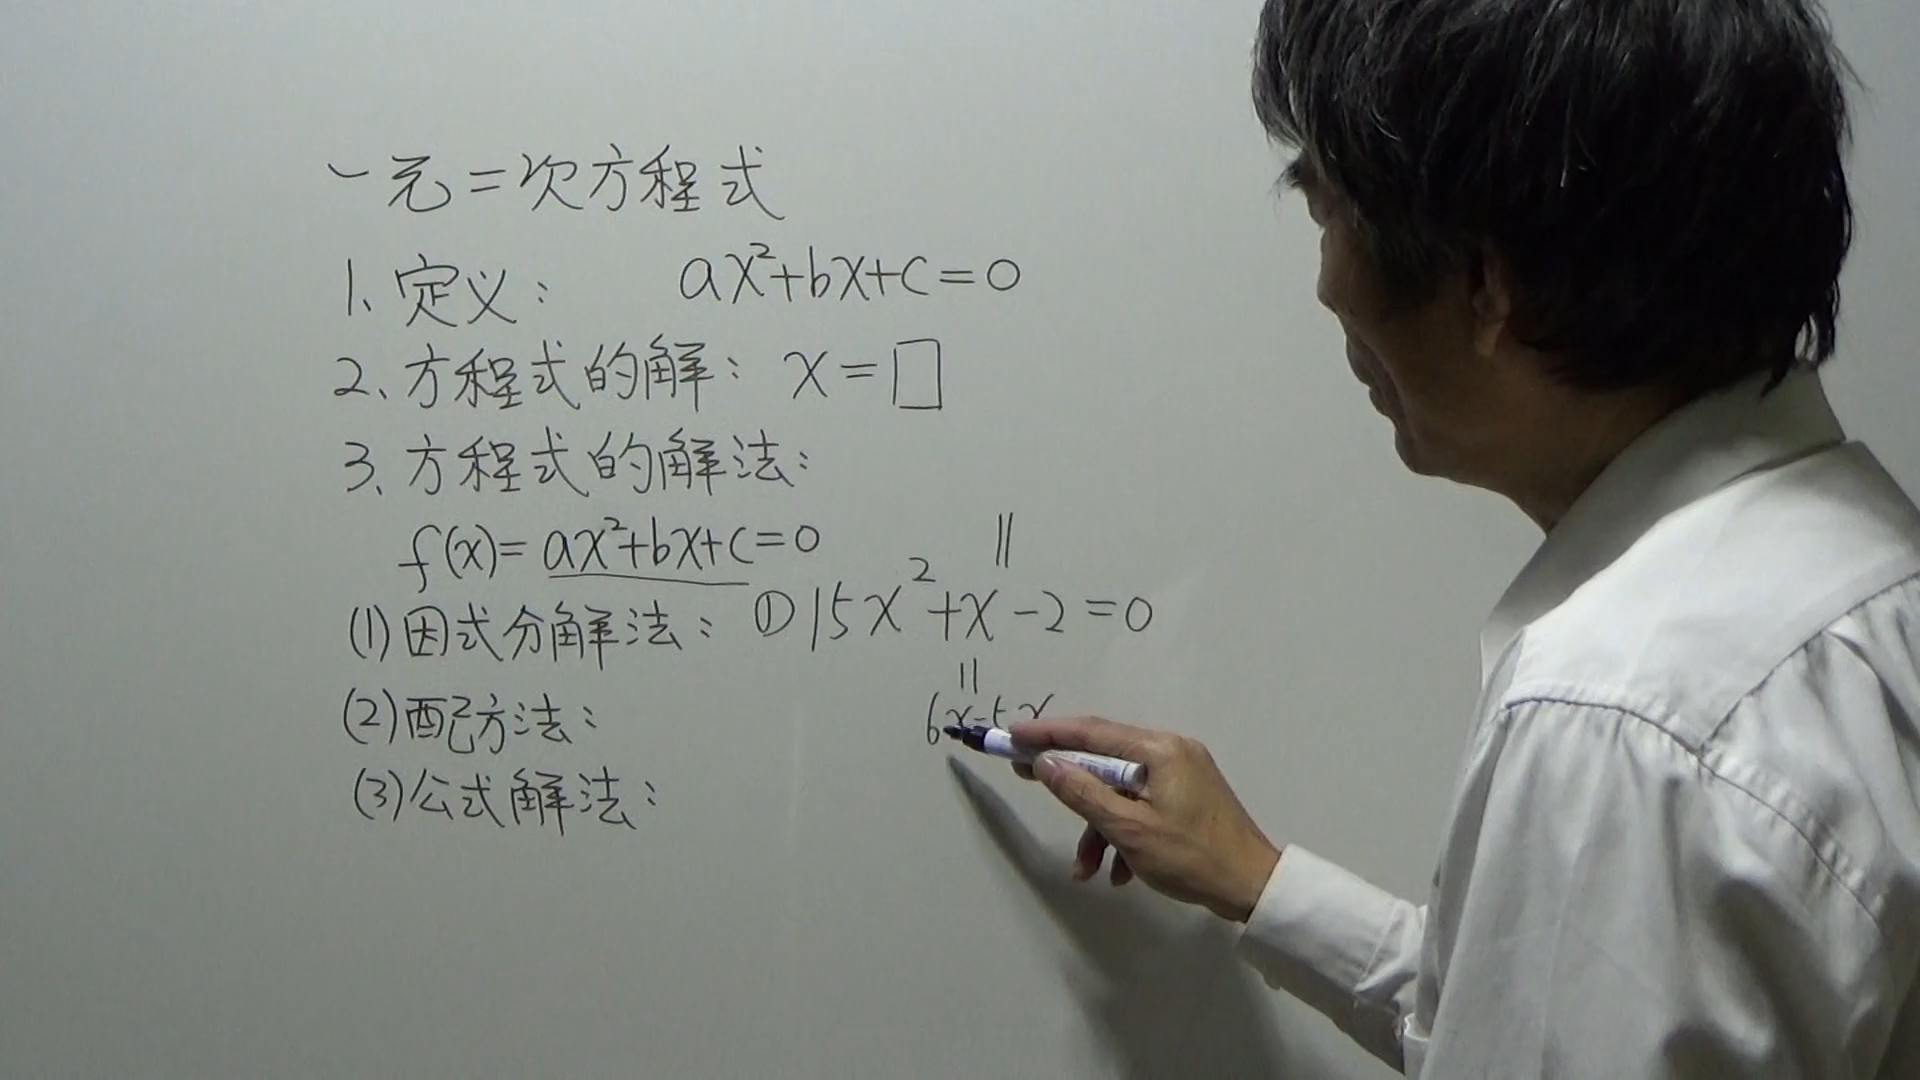 一元二次方程式
1、定义: ax²+bx+c=0
2、方程式的解: x=□
3、方程式的解法:
f(x)=ax²+bx+c=0
||
(1)因式分解法: ①15x²+x-2=0
||
6x-5x
(2)配方法:
(3)公式解法: